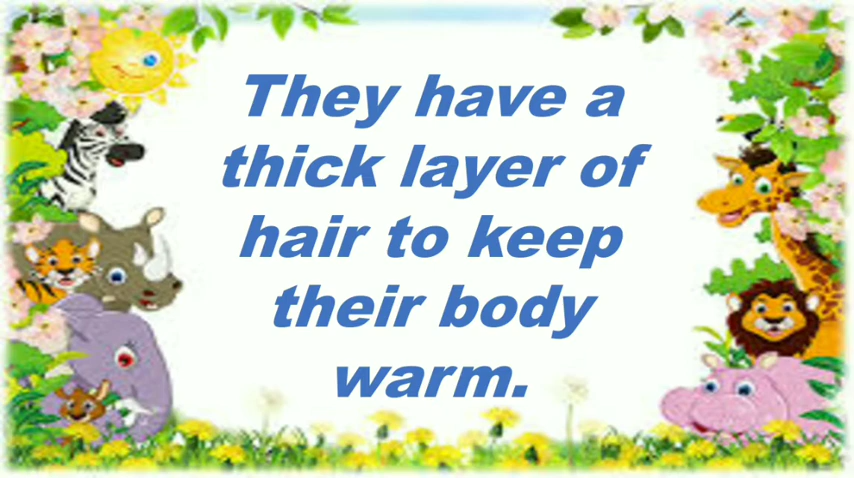 They have a
thick layer of
hair to keep
their body
warm.